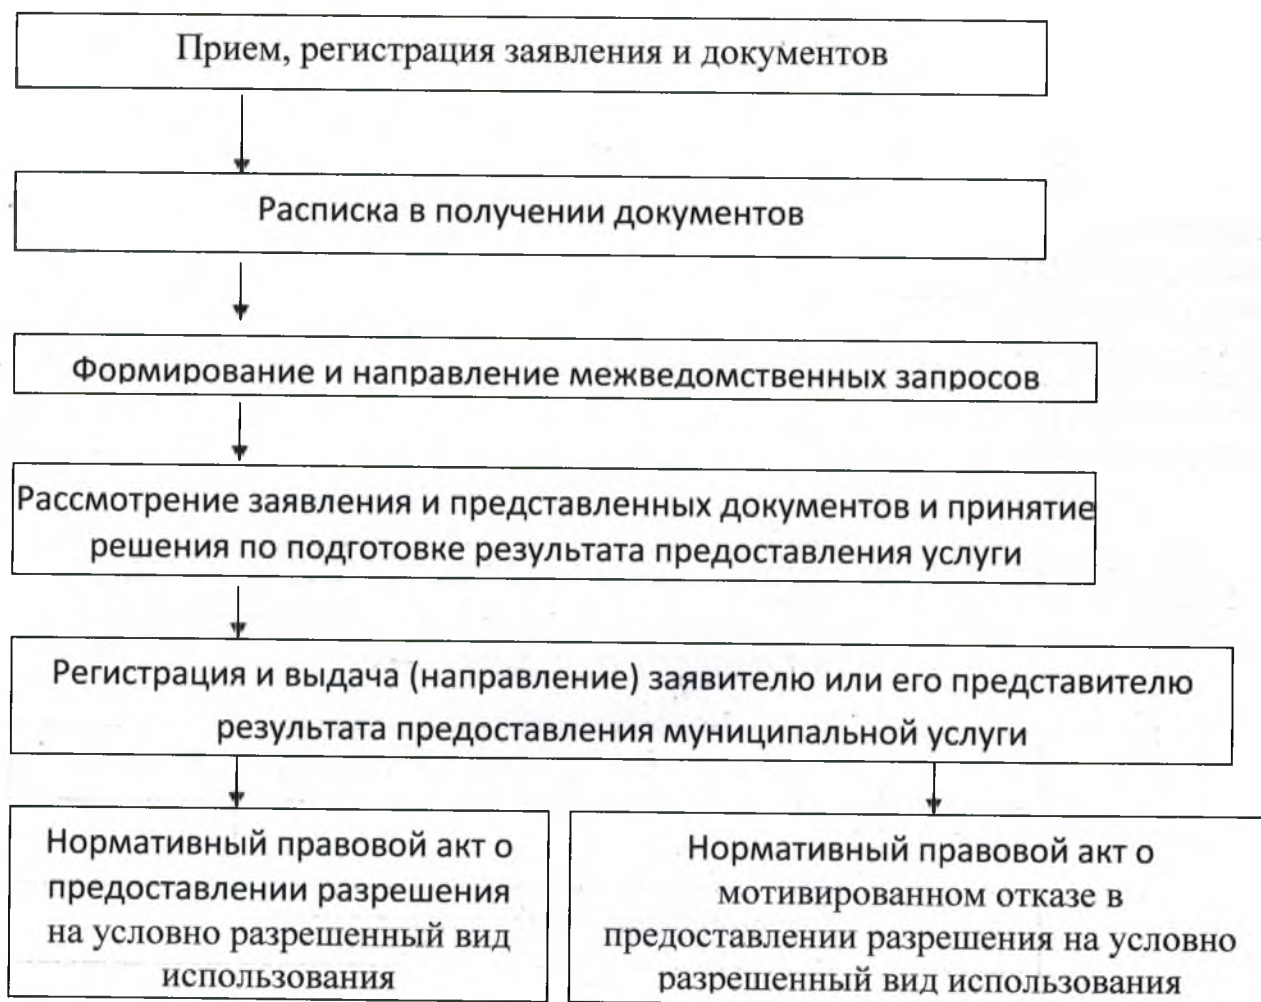 Прием, регистрация заявления и документов
Расписка в получении документов
Формирование и направление межведомственных запросов
Рассмотрение заявления и представленных документов и принятие
решения по подготовке результата предоставления услуги
Регистрация и выдача (направление) заявителю или его представителю
результата предоставления муниципальной услуги
Нормативный правовой акт о
предоставлении разрешения
на условно разрешенный вид
использования
Нормативный правовой акт о
мотивированном отказе в
предоставлении разрешения на условно
разрешенный вид использования